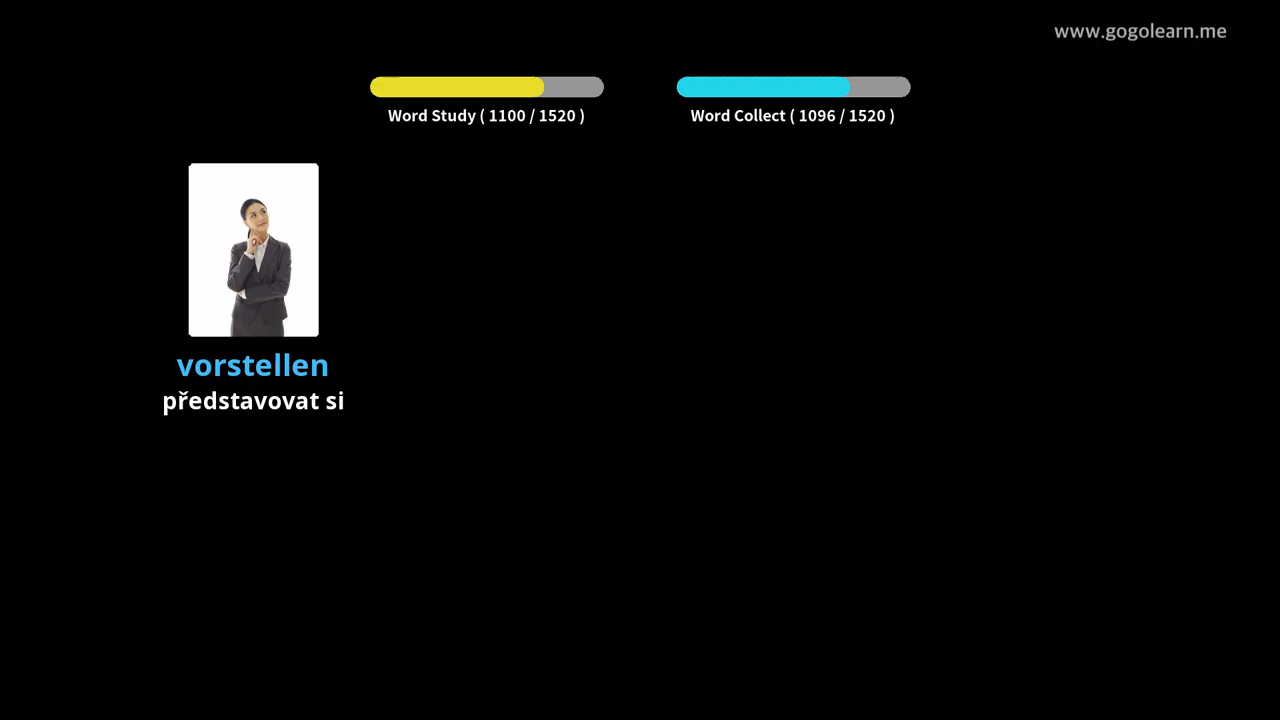 www.gogolearn.me
Word Study ( 1100 / 1520 )
Word Collect ( 1096 / 1520 )
vorstellen
představovat si